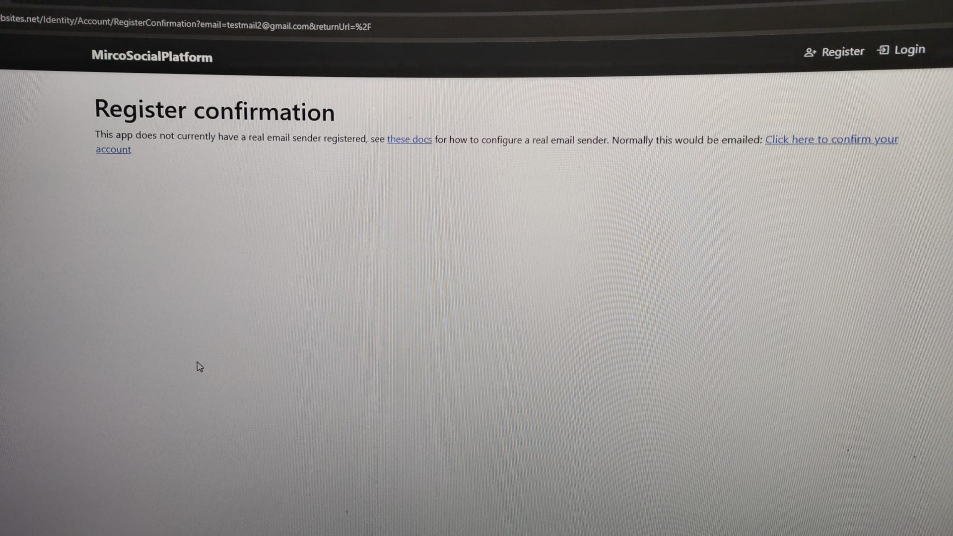 bsites.net/Identity/Account/RegisterConfirmation?email=testmail2@gmail.com&returnUrl=%2F
MircoSocialPlatform
Register
Login
Register confirmation
This app does not currently have a real email sender registered, see these docs for how to configure a real email sender. Normally this would be emailed: Click here to confirm your
account